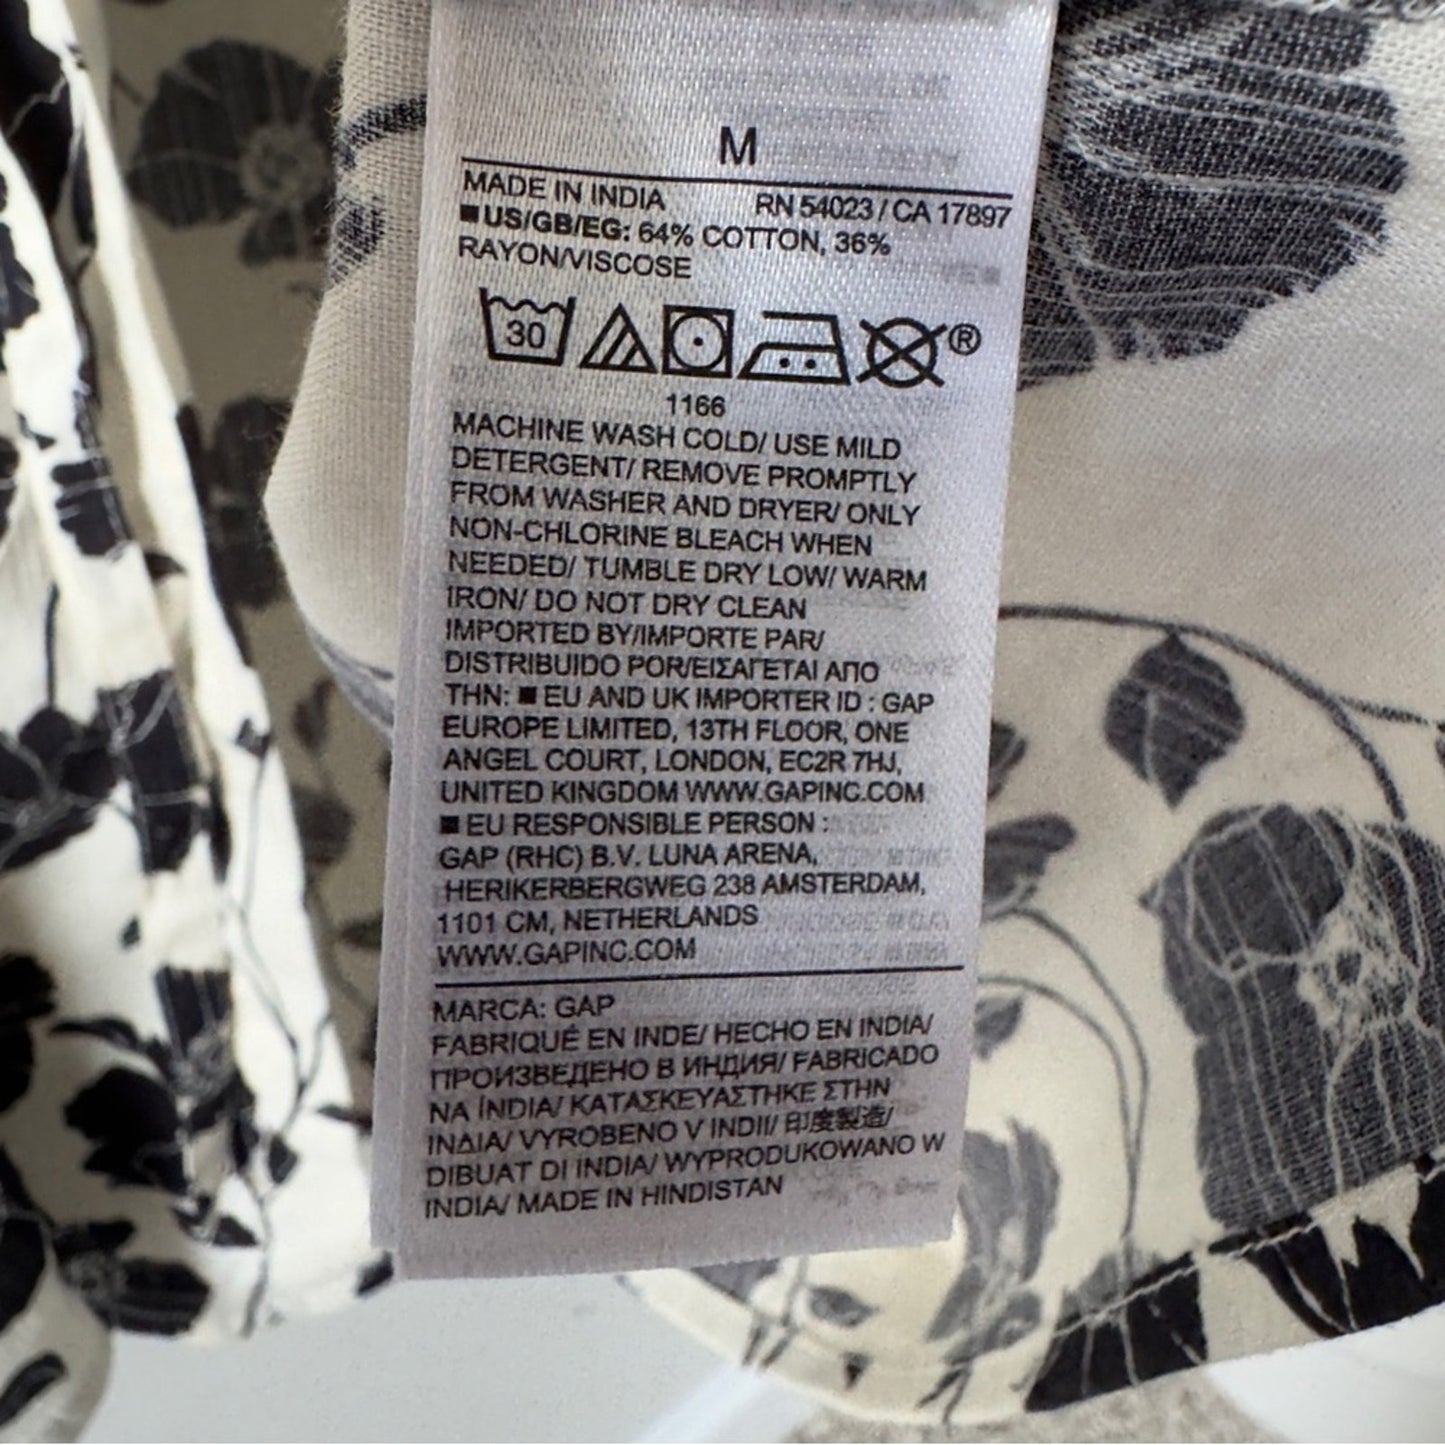 M
MADE IN INDIA RN 54023 / CA 17897
■US/GB/EG: 64% COTTON, 36%
RAYON/VISCOSE
30
®
1166
MACHINE WASH COLD/ USE MILD
DETERGENT/ REMOVE PROMPTLY
FROM WASHER AND DRYER/ ONLY
NON-CHLORINE BLEACH WHEN
NEEDED/ TUMBLE DRY LOW/ WARM
IRON/ DO NOT DRY CLEAN
IMPORTED BY/IMPORTE PAR/
DISTRIBUIDO POR/ΕΙΣΑΓΕΤΑΙ ΑΠΟ
ΤΗΝ: ■ EU AND UK IMPORTER ID : GAP
EUROPE LIMITED, 13TH FLOOR, ONE
ANGEL COURT, LONDON, EC2R 7HJ,
UNITED KINGDOM WWW.GAPINC.COM
■ EU RESPONSIBLE PERSON :
GAP (RHC) B.V. LUNA ARENA,
HERIKERBERGWEG 238 AMSTERDAM,
1101 CM, NETHERLANDS
WWW.GAPINC.COM
MARCA: GAP
FABRIQUÉ EN INDE/ HECHO EN INDIA/
ПРОИЗВЕДЕНО В ИНДИЯ/ FABRICADO
NA ÍNDIA/ ΚΑΤΑΣΚΕΥΑΣΤΗΚΕ ΣΤΗΝ
ΙΝΔΙΑ/ VYROBENO V INDII/ 印度製造/
DIBUAT DI INDIA/ WYPRODUKOWANO W
INDIA/ MADE IN HINDISTAN